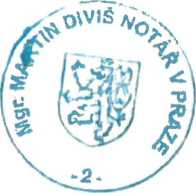 Mgr. MARTIN DIVIŠ NOTÁŘ V PRAZE
-2-